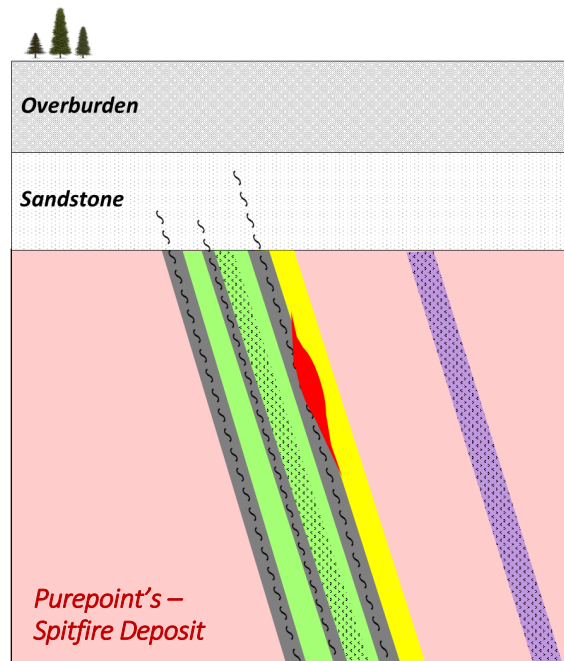 Overburden
Sandstone
Purepoint's –
Spitfire Deposit